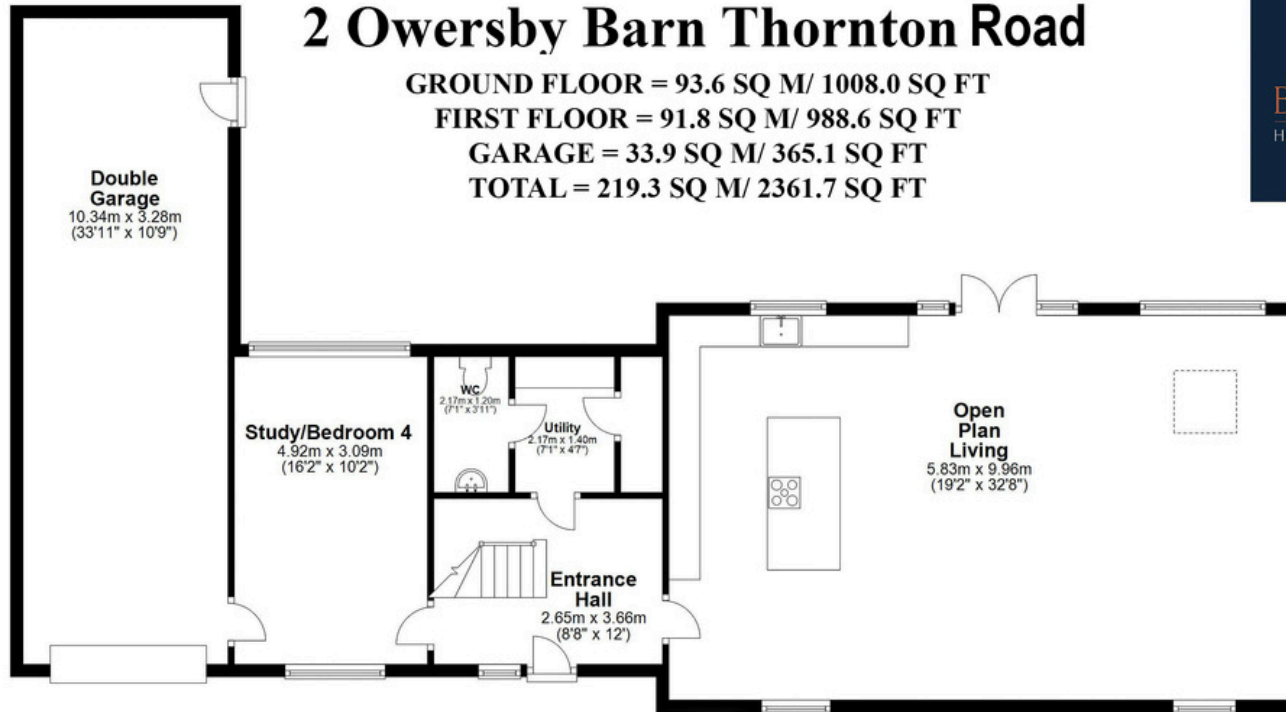 2 Owersby Barn Thornton Road
GROUND FLOOR = 93.6 SQ M/ 1008.0 SQ FT
FIRST FLOOR = 91.8 SQ M/ 988.6 SQ FT
GARAGE = 33.9 SQ M/ 365.1 SQ FT
TOTAL = 219.3 SQ M/ 2361.7 SQ FT
Double
Garage
10.34m x 3.28m
(33'11" x 10'9")
Study/Bedroom 4
4.92m x 3.09m
(16'2" x 10'2")
WC
2.17m x 1.20m
(7'1" x 3'11")
Utility
2.17m x 1.40m
(7'1" x 4'7")
Entrance
Hall
2.65m x 3.66m
(8'8" x 12')
Open
Plan
Living
5.83m x 9.96m
(19'2" x 32'8")